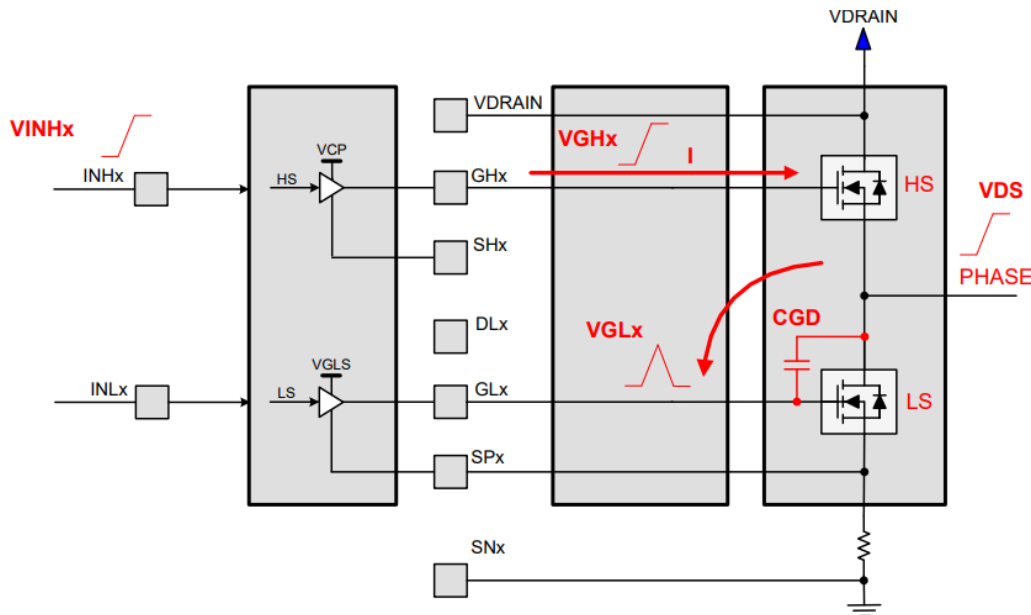 VDRAIN
VINHx
VDRAIN
VGHx
I
VCP
INHx
HS
GHx
HS
VDS
SHx
PHASE
DLx
VGLx
CGD
VGLS
INLx
LS
GLx
LS
SPx
SNx